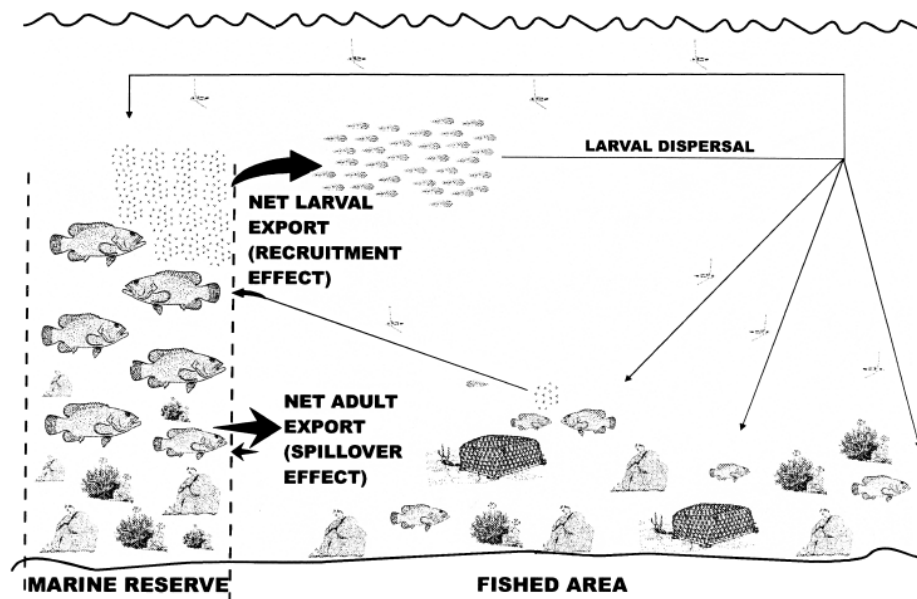 LARVAL DISPERSAL
NET LARVAL
EXPORT
(RECRUITMENT
EFFECT)
NET ADULT
EXPORT
(SPILLOVER
EFFECT)
MARINE RESERVE
FISHED AREA